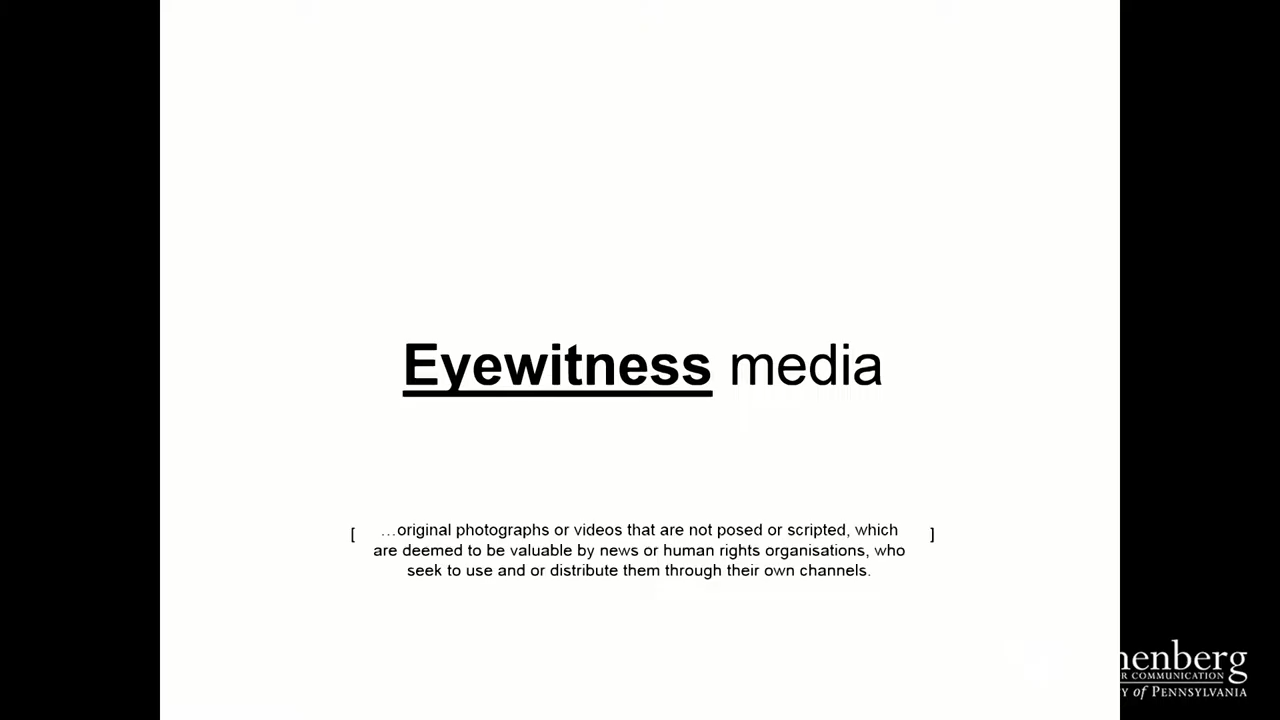 Eyewitness media
[ …original photographs or videos that are not posed or scripted, which ]
are deemed to be valuable by news or human rights organisations, who
seek to use and or distribute them through their own channels.
nenberg
R COMMUNICATION
y of PENNSYLVANIA